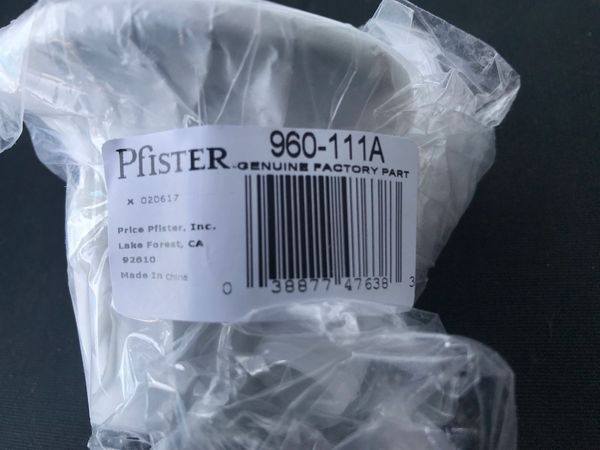 Pfister 960-111A
GENUINE FACTORY PART
x 020617
Price Pfister, Inc.
Lake Forest, CA
92610
Made In China
0 38877 47638 3